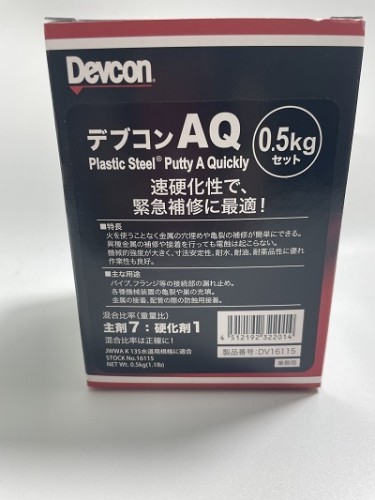 Devcon®
デブコンAQ
Plastic Steel® Putty A Quickly
0.5kg
セット
速硬化性で、
緊急補修に最適！
■特長
火を使うことなく金属の穴埋めや亀裂の補修が簡単にできる。
異種金属の補修や接着を行っても電蝕は起こらない。
機械的強度が大きく、寸法安定性、耐水、耐油、耐薬品性に優れ
作業性も良好。
■主な用途
パイプ、フランジ等の接続部の漏れ止め。
各種機械装置の亀裂や巣の充填。
金属の接着、配管の際の防蝕用接着。
混合比率（重量比）
主剤7：硬化剤1
混合比率は正確に！
JWWA K 135水道用規格に適合
STOCK No.16115
NET Wt. 0.5kg(1.1lb)
4 512192 322014
製品番号：DV16115